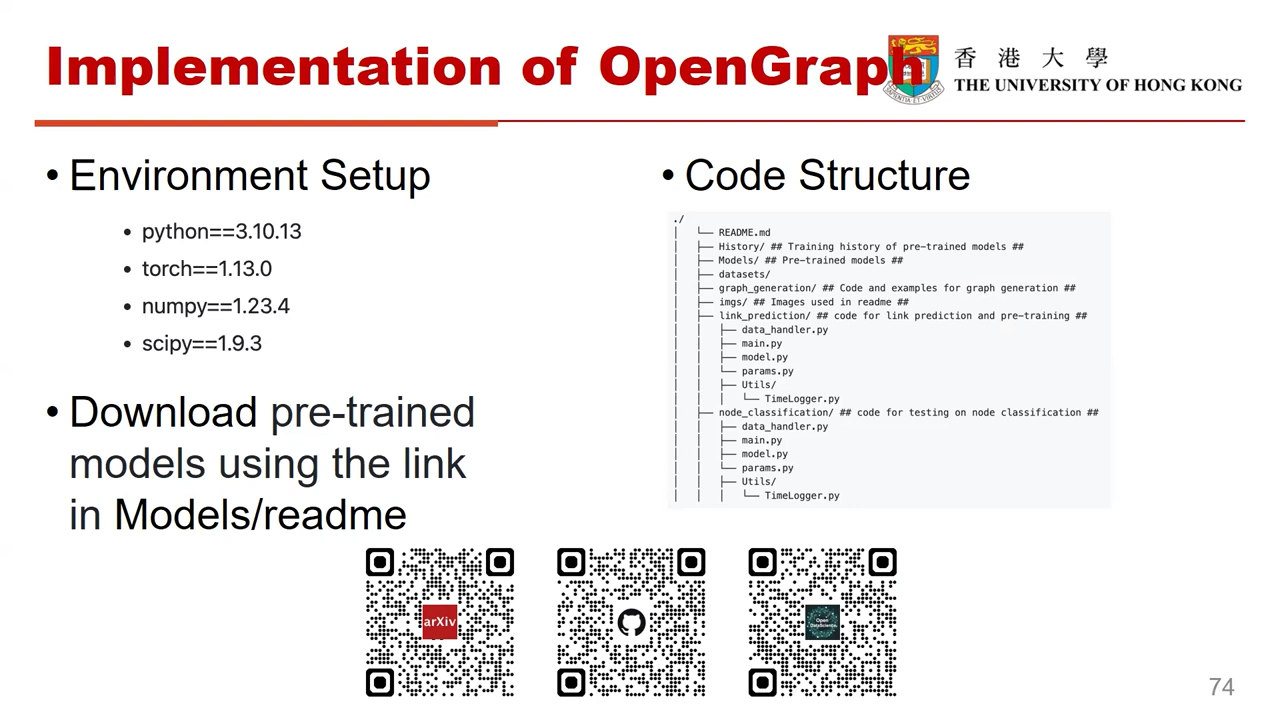 Implementation of OpenGraph
香港大學
THE UNIVERSITY OF HONG KONG
• Environment Setup
• python==3.10.13
• torch==1.13.0
• numpy==1.23.4
• scipy==1.9.3
• Download pre-trained
models using the link
in Models/readme
• Code Structure
./
│   └── README.md
│   ├── History/ ## Training history of pre-trained models ##
│   ├── Models/ ## Pre-trained models ##
│   ├── datasets/
│   ├── graph_generation/ ## Code and examples for graph generation ##
│   ├── imgs/ ## Images used in readme ##
│   ├── link_prediction/ ## code for link prediction and pre-training ##
│   │   ├── data_handler.py
│   │   ├── main.py
│   │   ├── model.py
│   │   └── params.py
│   │   ├── Utils/
│   │   │   └── TimeLogger.py
│   ├── node_classification/ ## code for testing on node classification ##
│   │   ├── data_handler.py
│   │   ├── main.py
│   │   ├── model.py
│   │   └── params.py
│   │   ├── Utils/
│   │   │   └── TimeLogger.py
arXiv
Open
DataScience
74